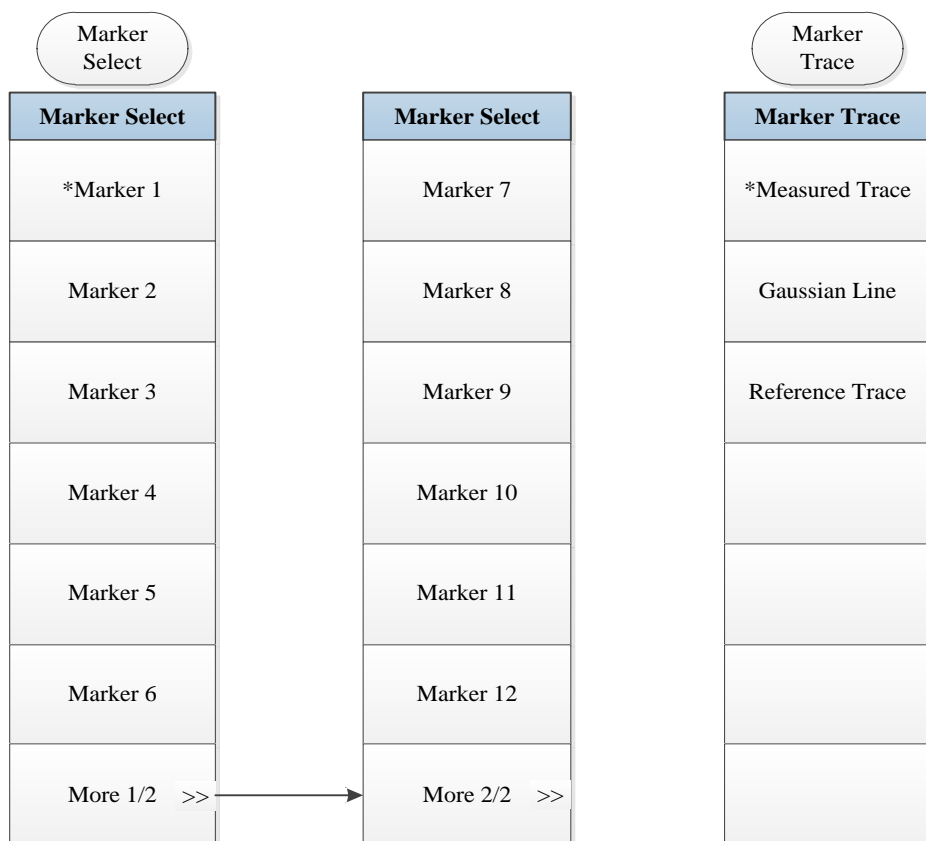 Marker
Select
Marker Select
*Marker 1
Marker 2
Marker 3
Marker 4
Marker 5
Marker 6
More 1/2 >>
Marker Select
Marker 7
Marker 8
Marker 9
Marker 10
Marker 11
Marker 12
More 2/2 >>
Marker
Trace
Marker Trace
*Measured Trace
Gaussian Line
Reference Trace